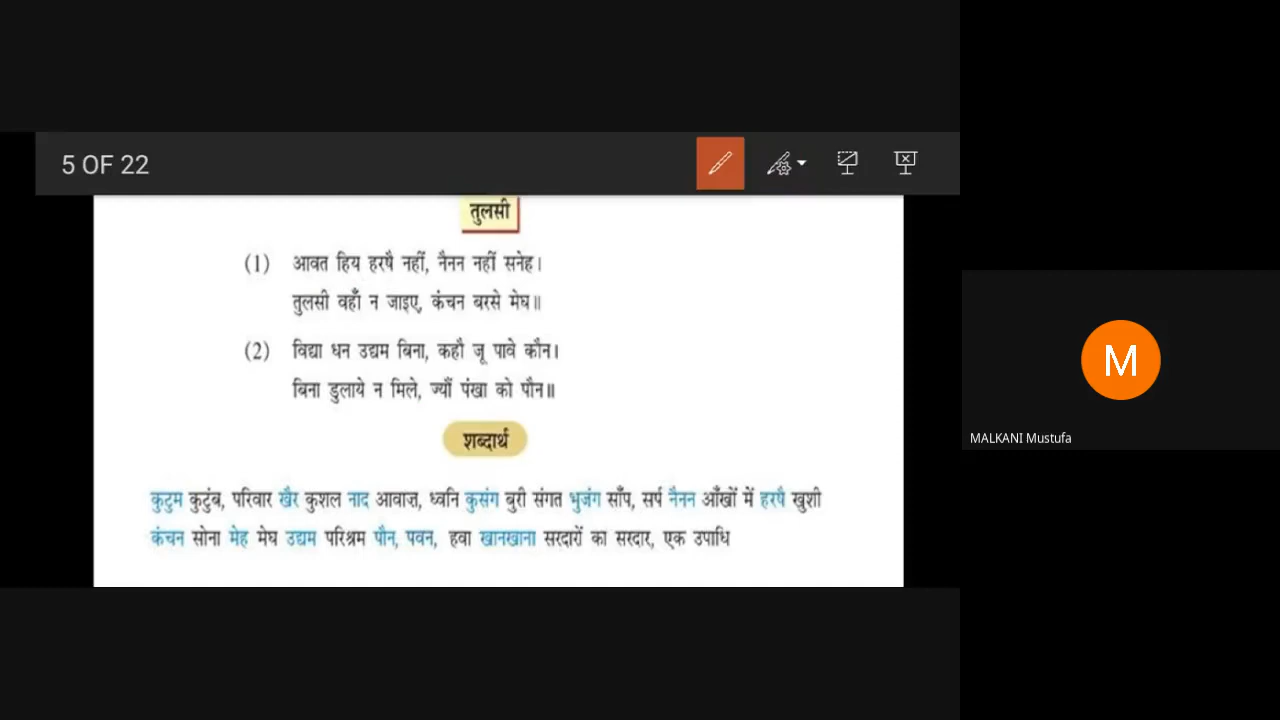 5 OF 22
तुलसी
(1) आवत हिय हरषै नहीं, नैनन नहीं सनेह।
तुलसी वहाँ न जाइए, कंचन बरसे मेघ॥
(2) विद्या धन उद्यम बिना, कहौ जू पावे कौन।
बिना डुलाये न मिले, ज्यौं पंखा को पौन॥
शब्दार्थ
कुटुम कुटुंब, परिवार खैर कुशल नाद आवाज़, ध्वनि कुसंग बुरी संगत भुजंग साँप, सर्प नैनन आँखों में हरषै खुशी
कंचन सोना मेह मेघ उद्यम परिश्रम पौन, पवन, हवा खानखाना सरदारों का सरदार, एक उपाधि
M
MALKANI Mustufa